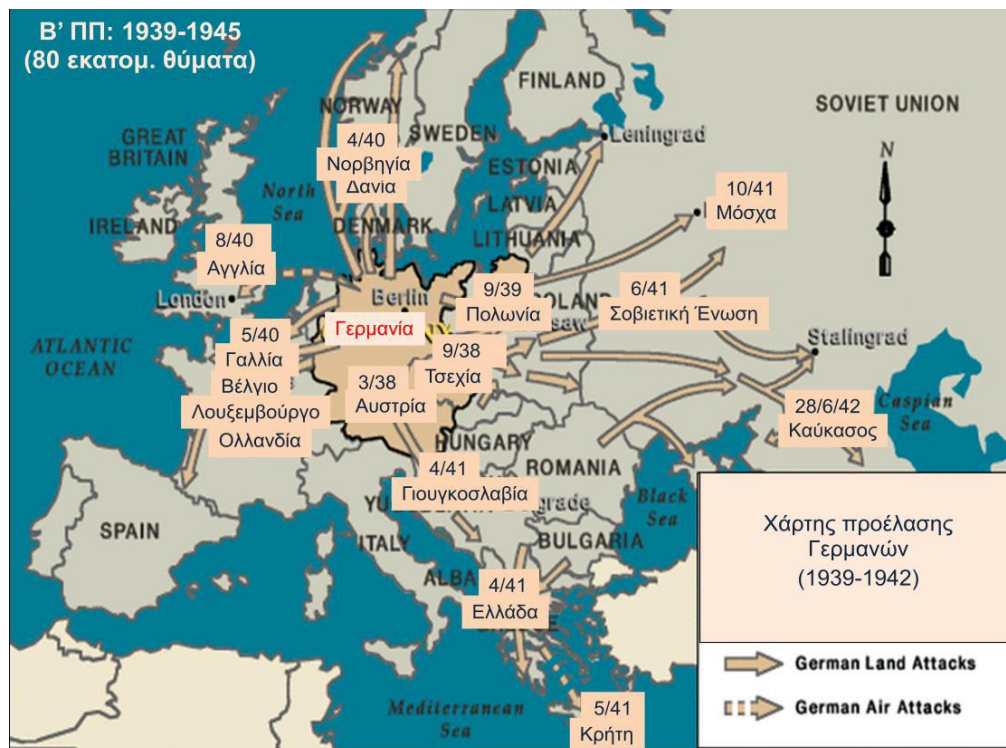 Β' ΠΠ: 1939-1945
(80 εκατομ. θύματα)
FINLAND
SOVIET UNION
NORWAY
SWEDEN
Leningrad
GREAT
BRITAIN
4/40
Νορβηγία
Δανία
ESTONIA
N
North
Sea
LATVIA
10/41
Μόσχα
IRELAND
DENMARK
LITHUANIA
8/40
Αγγλία
London
Berlin
9/39
Πολωνία
6/41
Σοβιετική Ένωση
Γερμανία
5/40
Γαλλία
Βέλγιο
Λουξεμβούργο
Ολλανδία
9/38
Τσεχία
Stalingrad
ATLANTIC
OCEAN
3/38
Αυστρία
28/6/42
Καύκασος
Caspian
Sea
HUNGARY
ROMANIA
4/41
Γιουγκοσλαβία
Black
Sea
SPAIN
ITALY
BULGARIA
4/41
Ελλάδα
Mediterranean
Sea
5/41
Κρήτη
Χάρτης προέλασης
Γερμανών
(1939-1942)
German Land Attacks
German Air Attacks